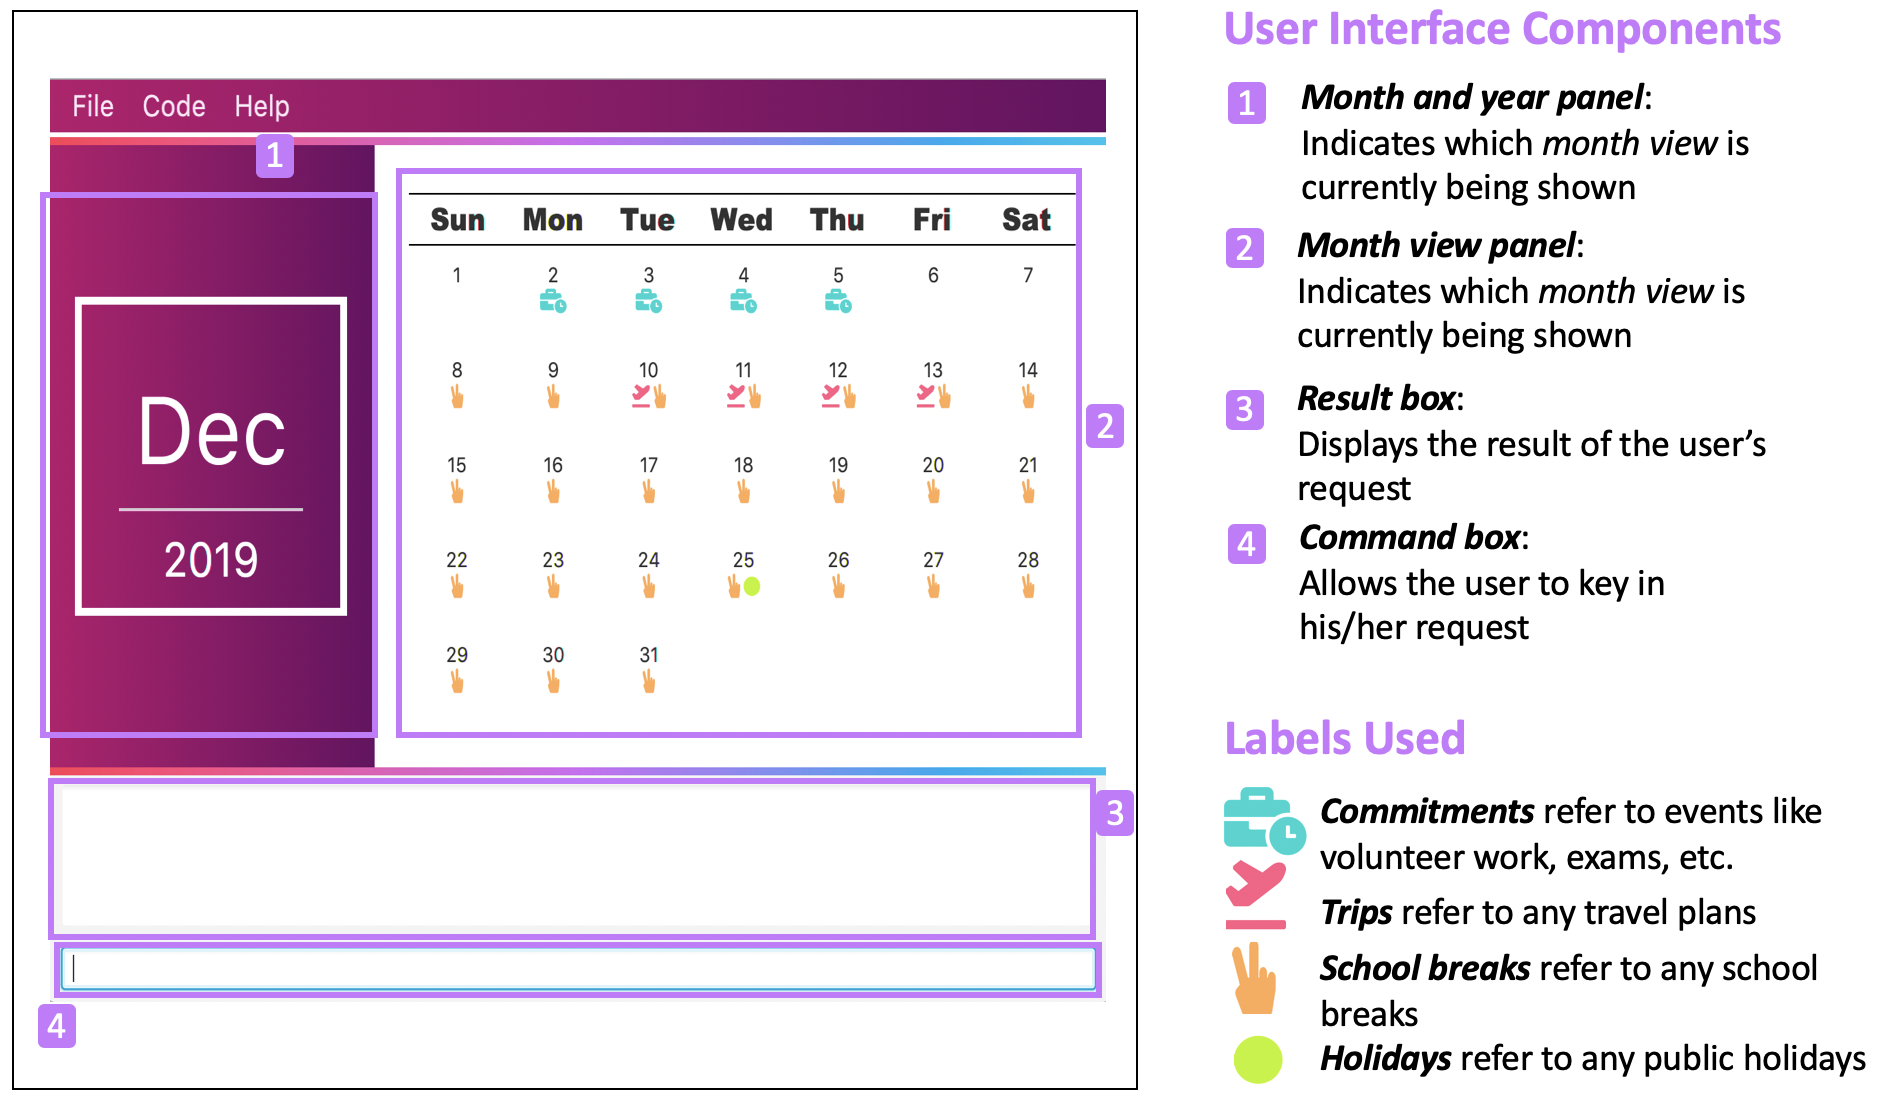 File Code Help
1
Sun Mon Tue Wed Thu Fri Sat
1 2 3 4 5 6 7
8 9 10 11 12 13 14
15 16 17 18 19 20 21
22 23 24 25 26 27 28
29 30 31
Dec
2019
2
3
4
User Interface Components
1 Month and year panel:
Indicates which month view is
currently being shown
2 Month view panel:
Indicates which month view is
currently being shown
3 Result box:
Displays the result of the user’s
request
4 Command box:
Allows the user to key in
his/her request
Labels Used
Commitments refer to events like
volunteer work, exams, etc.
Trips refer to any travel plans
School breaks refer to any school
breaks
Holidays refer to any public holidays